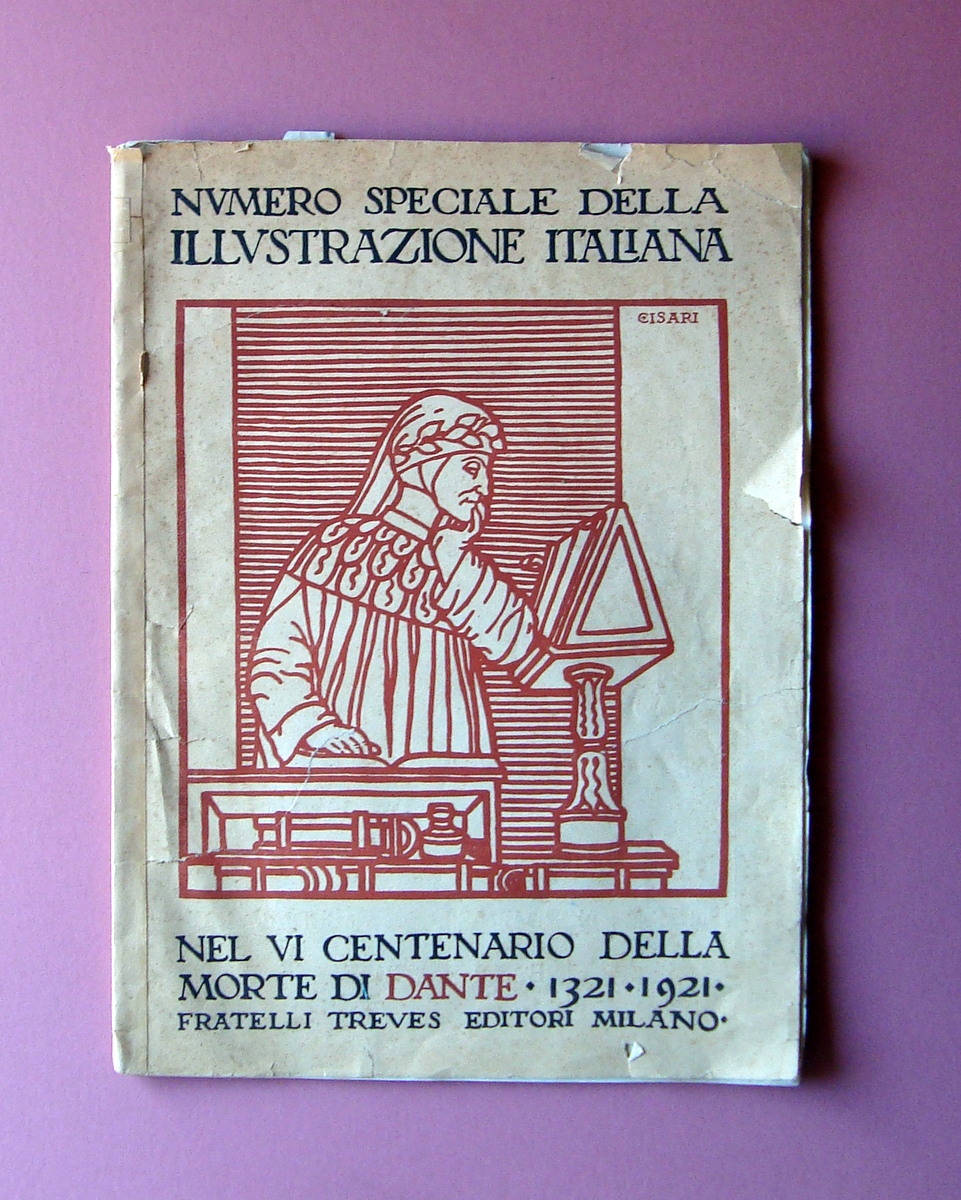 NVMERO SPECIALE DELLA
ILLVSTRAZIONE ITALIANA
CISARI
NEL VI CENTENARIO DELLA
MORTE DI DANTE · 1321 · 1921 ·
FRATELLI TREVES EDITORI MILANO ·